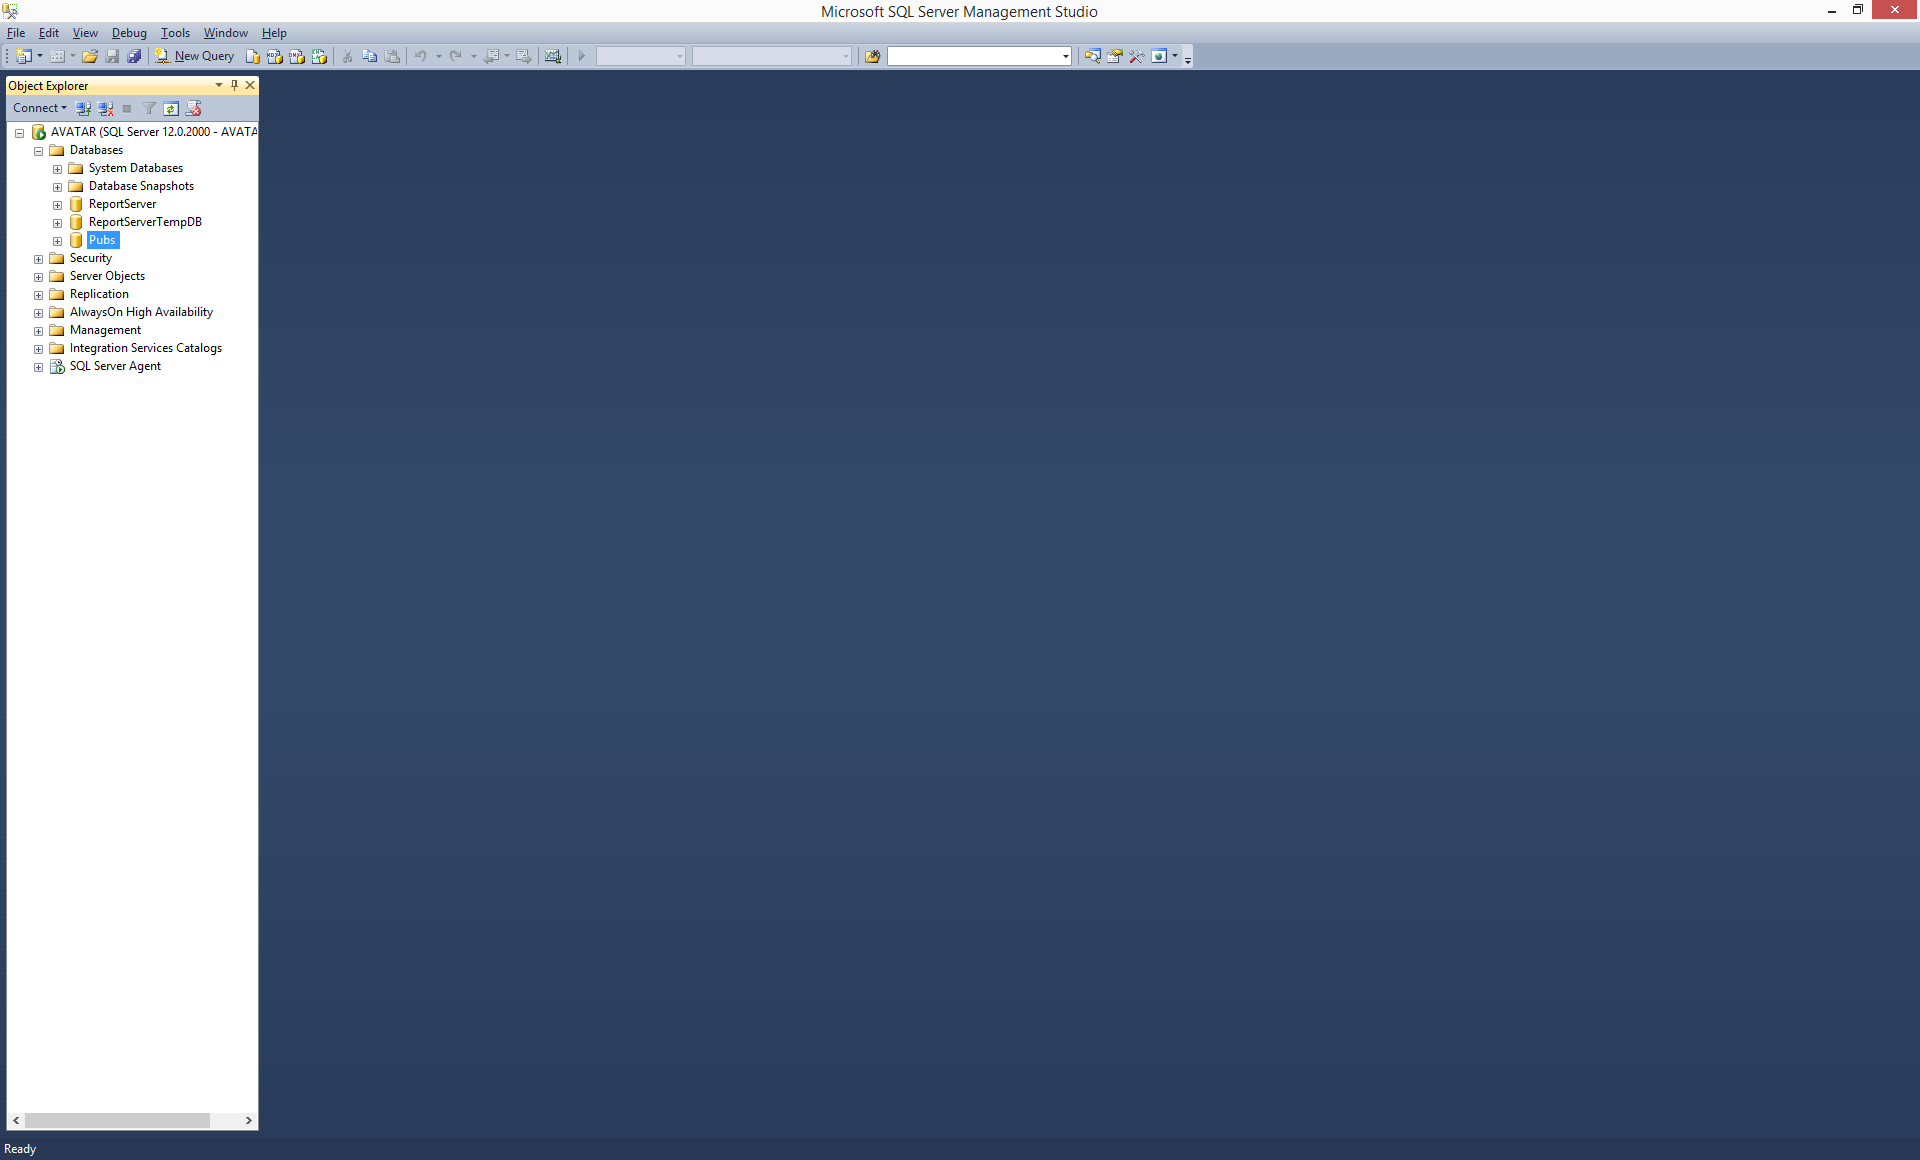 Microsoft SQL Server Management Studio
File Edit View Debug Tools Window Help
New Query
Object Explorer
Connect
AVATAR (SQL Server 12.0.2000 - AVATA
Databases
System Databases
Database Snapshots
ReportServer
ReportServerTempDB
Pubs
Security
Server Objects
Replication
AlwaysOn High Availability
Management
Integration Services Catalogs
SQL Server Agent
Ready